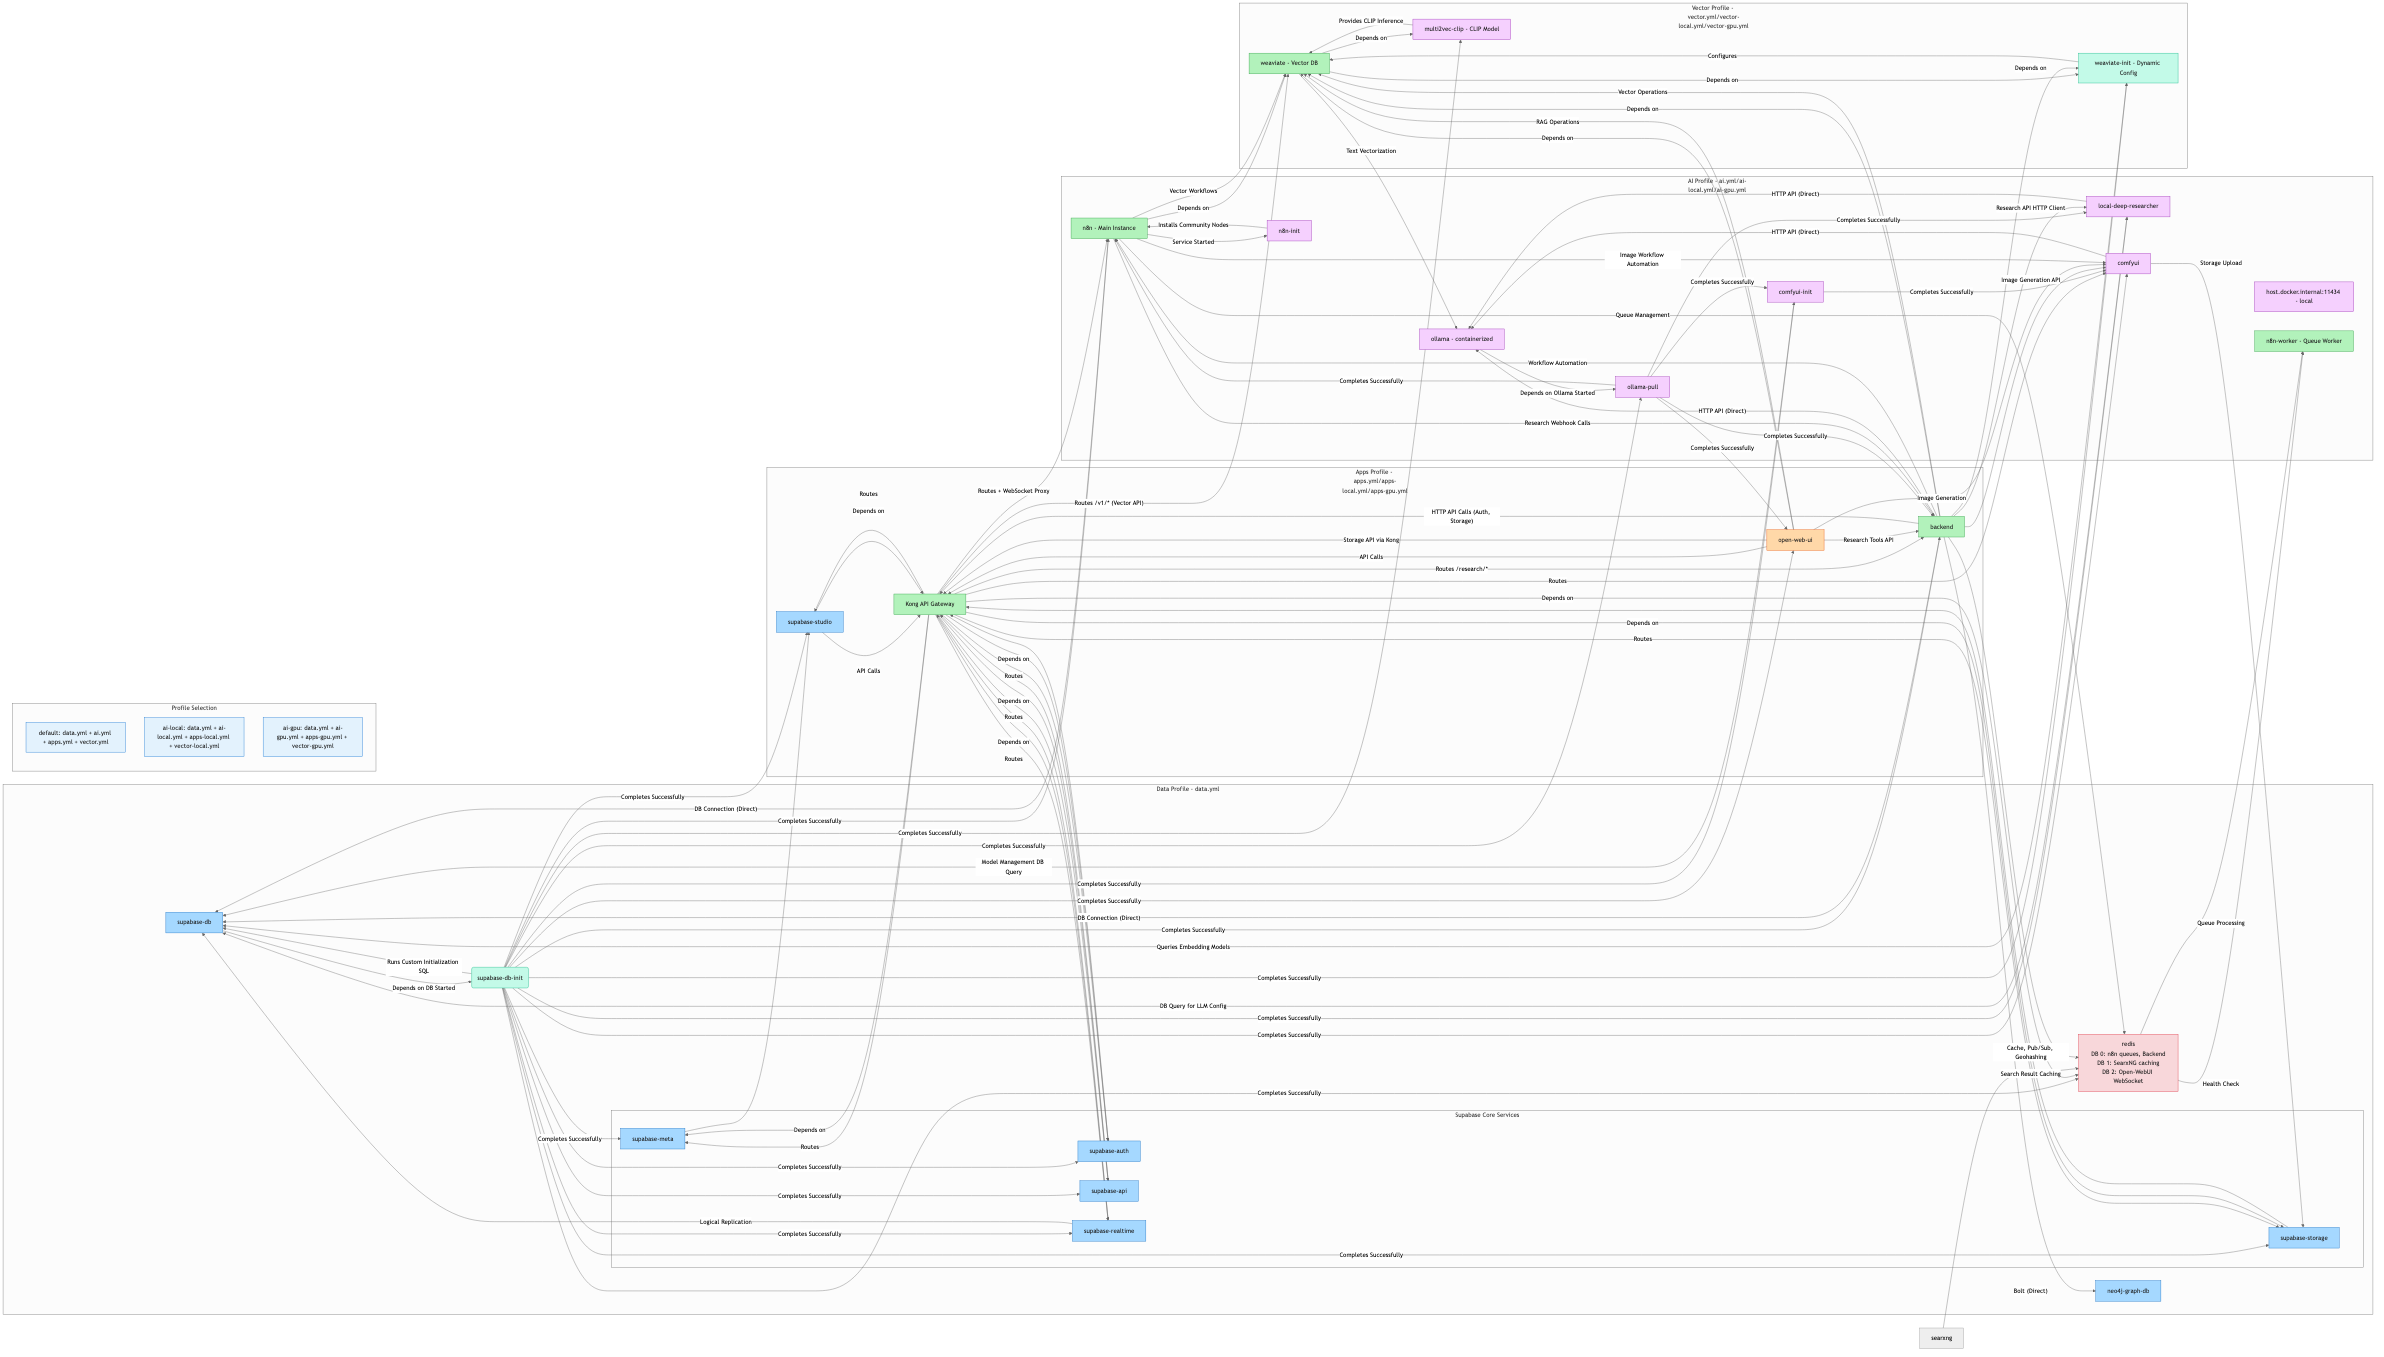 Vector Profile -
vector.yml/vector-
local.yml/vector-gpu.yml
Provides CLIP Inference
multi2vec-clip - CLIP Model
Depends on
weaviate - Vector DB
Configures
Depends on
weaviate-init - Dynamic
Config
Depends on
Vector Operations
Depends on
RAG Operations
Depends on
Text Vectorization
AI Profile - ai.yml/ai-
local.yml/ai-gpu.yml
Vector Workflows
Depends on
n8n - Main Instance
Installs Community Nodes
Service Started
n8n-init
HTTP API (Direct)
Research API HTTP Client
local-deep-researcher
Completes Successfully
HTTP API (Direct)
Image Workflow
Automation
comfyui
Storage Upload
Completes Successfully
Image Generation API
comfyui-init
Completes Successfully
host.docker.internal:11434
- local
Queue Management
ollama - containerized
n8n-worker - Queue Worker
Workflow Automation
Completes Successfully
ollama-pull
Depends on Ollama Started
HTTP API (Direct)
Research Webhook Calls
Completes Successfully
Completes Successfully
Apps Profile -
apps.yml/apps-
local.yml/apps-gpu.yml
Routes
Routes + WebSocket Proxy
Routes /v1/* (Vector API)
Image Generation
Depends on
HTTP API Calls (Auth,
Storage)
backend
Storage API via Kong
open-web-ui
Research Tools API
API Calls
Routes /research/*
Routes
Kong API Gateway
Depends on
supabase-studio
Depends on
Routes
API Calls
Depends on
Routes
Depends on
Routes
Depends on
Routes
Profile Selection
default: data.yml + ai.yml
+ apps.yml + vector.yml
ai-local: data.yml + ai-
local.yml + apps-local.yml
+ vector-local.yml
ai-gpu: data.yml + ai-
gpu.yml + apps-gpu.yml +
vector-gpu.yml
Data Profile - data.yml
Completes Successfully
DB Connection (Direct)
Completes Successfully
Completes Successfully
Completes Successfully
Model Management DB
Query
Completes Successfully
Completes Successfully
supabase-db
DB Connection (Direct)
Completes Successfully
Queries Embedding Models
Queue Processing
Runs Custom Initialization
SQL
supabase-db-init
Completes Successfully
Depends on DB Started
DB Query for LLM Config
Completes Successfully
Completes Successfully
Cache, Pub/Sub,
Geohashing
redis
DB 0: n8n queues, Backend
DB 1: SearxNG caching
DB 2: Open-WebUI
WebSocket
Search Result Caching
Health Check
Completes Successfully
Supabase Core Services
Completes Successfully
supabase-meta
Depends on
Routes
supabase-auth
Completes Successfully
supabase-api
Completes Successfully
Logical Replication
supabase-realtime
Completes Successfully
supabase-storage
Completes Successfully
Bolt (Direct)
neo4j-graph-db
searxng